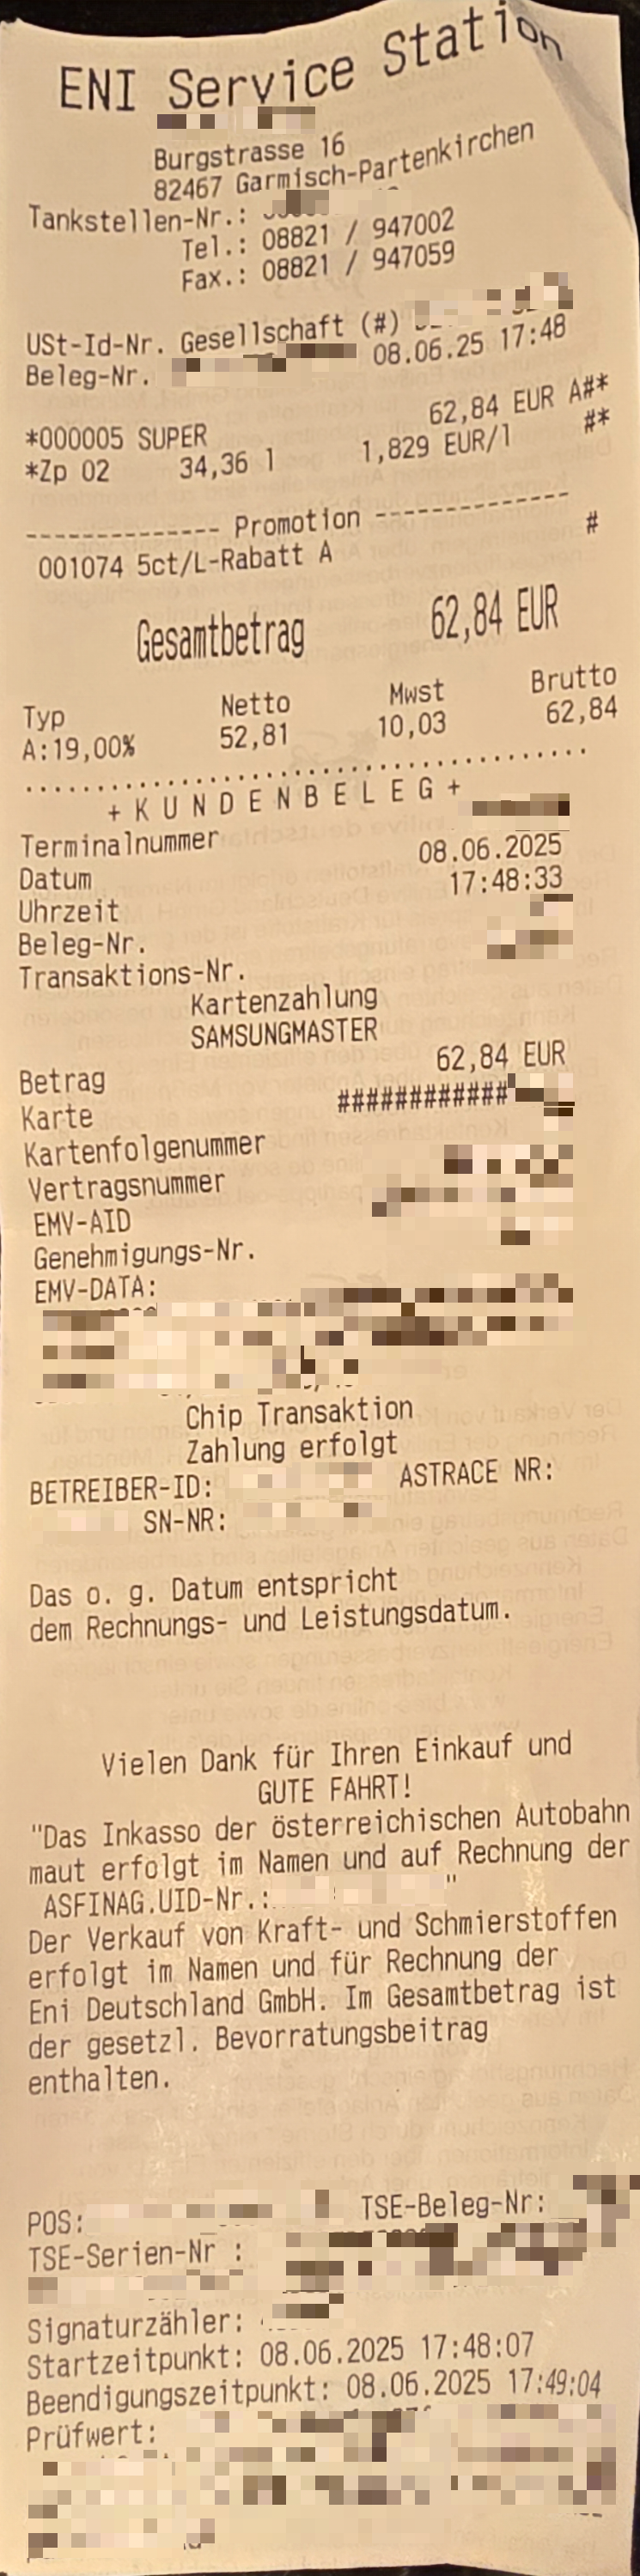 ENI Service Station
Burgstrasse 16
82467 Garmisch-Partenkirchen
Tankstellen-Nr.:
Tel.: 08821 / 947002
Fax.: 08821 / 947059
USt-Id-Nr. Gesellschaft (#)
Beleg-Nr. 08.06.25 17:48
62,84 EUR A#*
*000005 SUPER #*
*Zp 02 34,36 l 1,829 EUR/l
-------------- Promotion --------------
#
001074 5ct/L-Rabatt A
Gesamtbetrag 62,84 EUR
Typ Netto Mwst Brutto
A:19,00% 52,81 10,03 62,84
+ K U N D E N B E L E G +
Terminalnummer
Datum 08.06.2025
Uhrzeit 17:48:33
Beleg-Nr.
Transaktions-Nr.
Kartenzahlung
SAMSUNGMASTER
Betrag 62,84 EUR
Karte ############
Kartenfolgenummer
Vertragsnummer
EMV-AID
Genehmigungs-Nr.
EMV-DATA:
Chip Transaktion
Zahlung erfolgt
BETREIBER-ID: ASTRACE NR:
SN-NR:
Das o. g. Datum entspricht
dem Rechnungs- und Leistungsdatum.
Vielen Dank für Ihren Einkauf und
GUTE FAHRT!
"Das Inkasso der österreichischen Autobahn
maut erfolgt im Namen und auf Rechnung der
ASFINAG.UID-Nr.: "
Der Verkauf von Kraft- und Schmierstoffen
erfolgt im Namen und für Rechnung der
Eni Deutschland GmbH. Im Gesamtbetrag ist
der gesetzl. Bevorratungsbeitrag
enthalten.
POS: TSE-Beleg-Nr:
TSE-Serien-Nr :
Signaturzähler:
Startzeitpunkt: 08.06.2025 17:48:07
Beendigungszeitpunkt: 08.06.2025 17:49:04
Prüfwert: